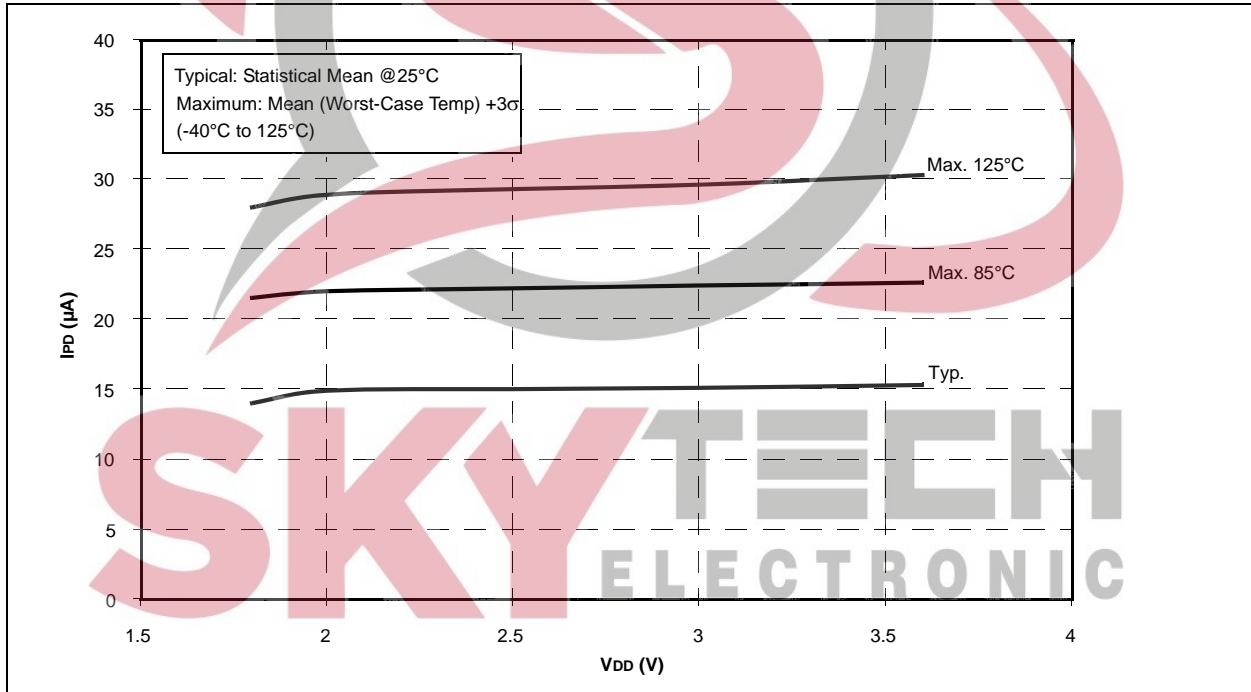 40
Typical: Statistical Mean @25°C
Maximum: Mean (Worst-Case Temp) +3σ
(-40°C to 125°C)
35
30
Max. 125°C
25
Max. 85°C
20
IPD (µA)
Typ.
15
10
5
0
1.5 2 2.5 3 3.5 4
VDD (V)
SKYTECH
ELECTRONIC